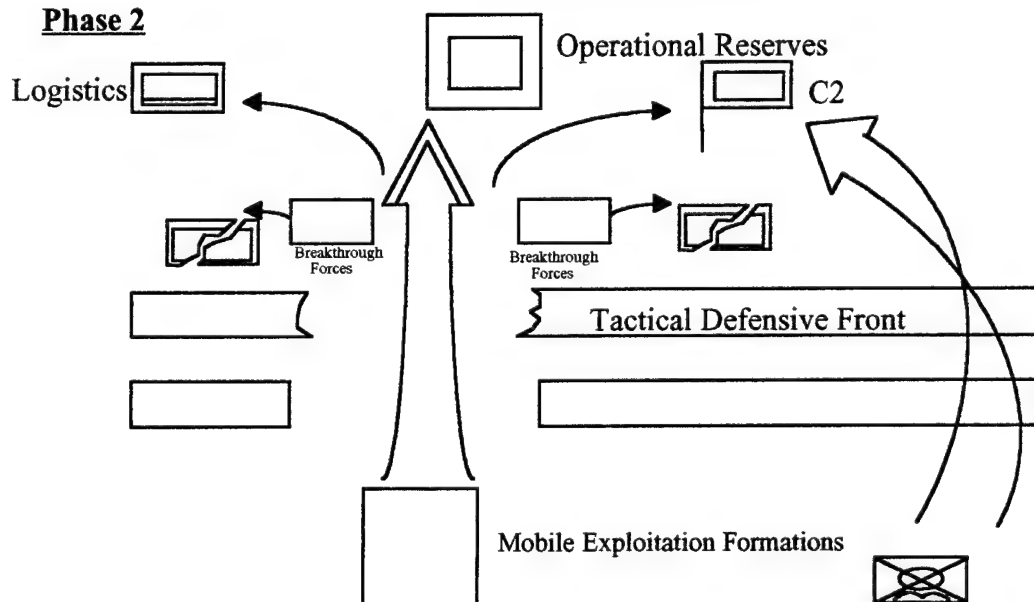 Phase 2
Operational Reserves
Logistics
C2
Breakthrough
Forces
Breakthrough
Forces
Tactical Defensive Front
Mobile Exploitation Formations